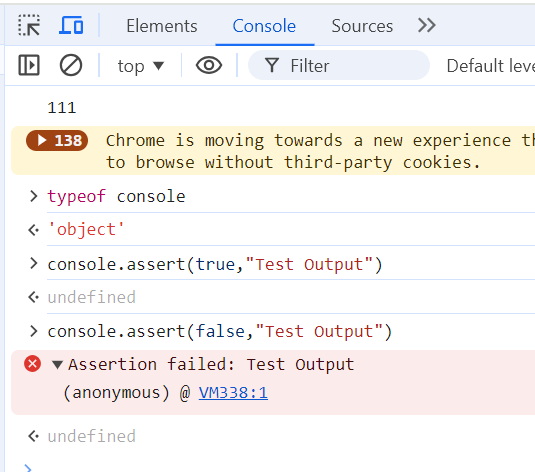 Elements Console Sources
top Filter Default leve
111
138 Chrome is moving towards a new experience th
to browse without third-party cookies.
typeof console
'object'
console.assert(true,"Test Output")
undefined
console.assert(false,"Test Output")
Assertion failed: Test Output
(anonymous) @ VM338:1
undefined